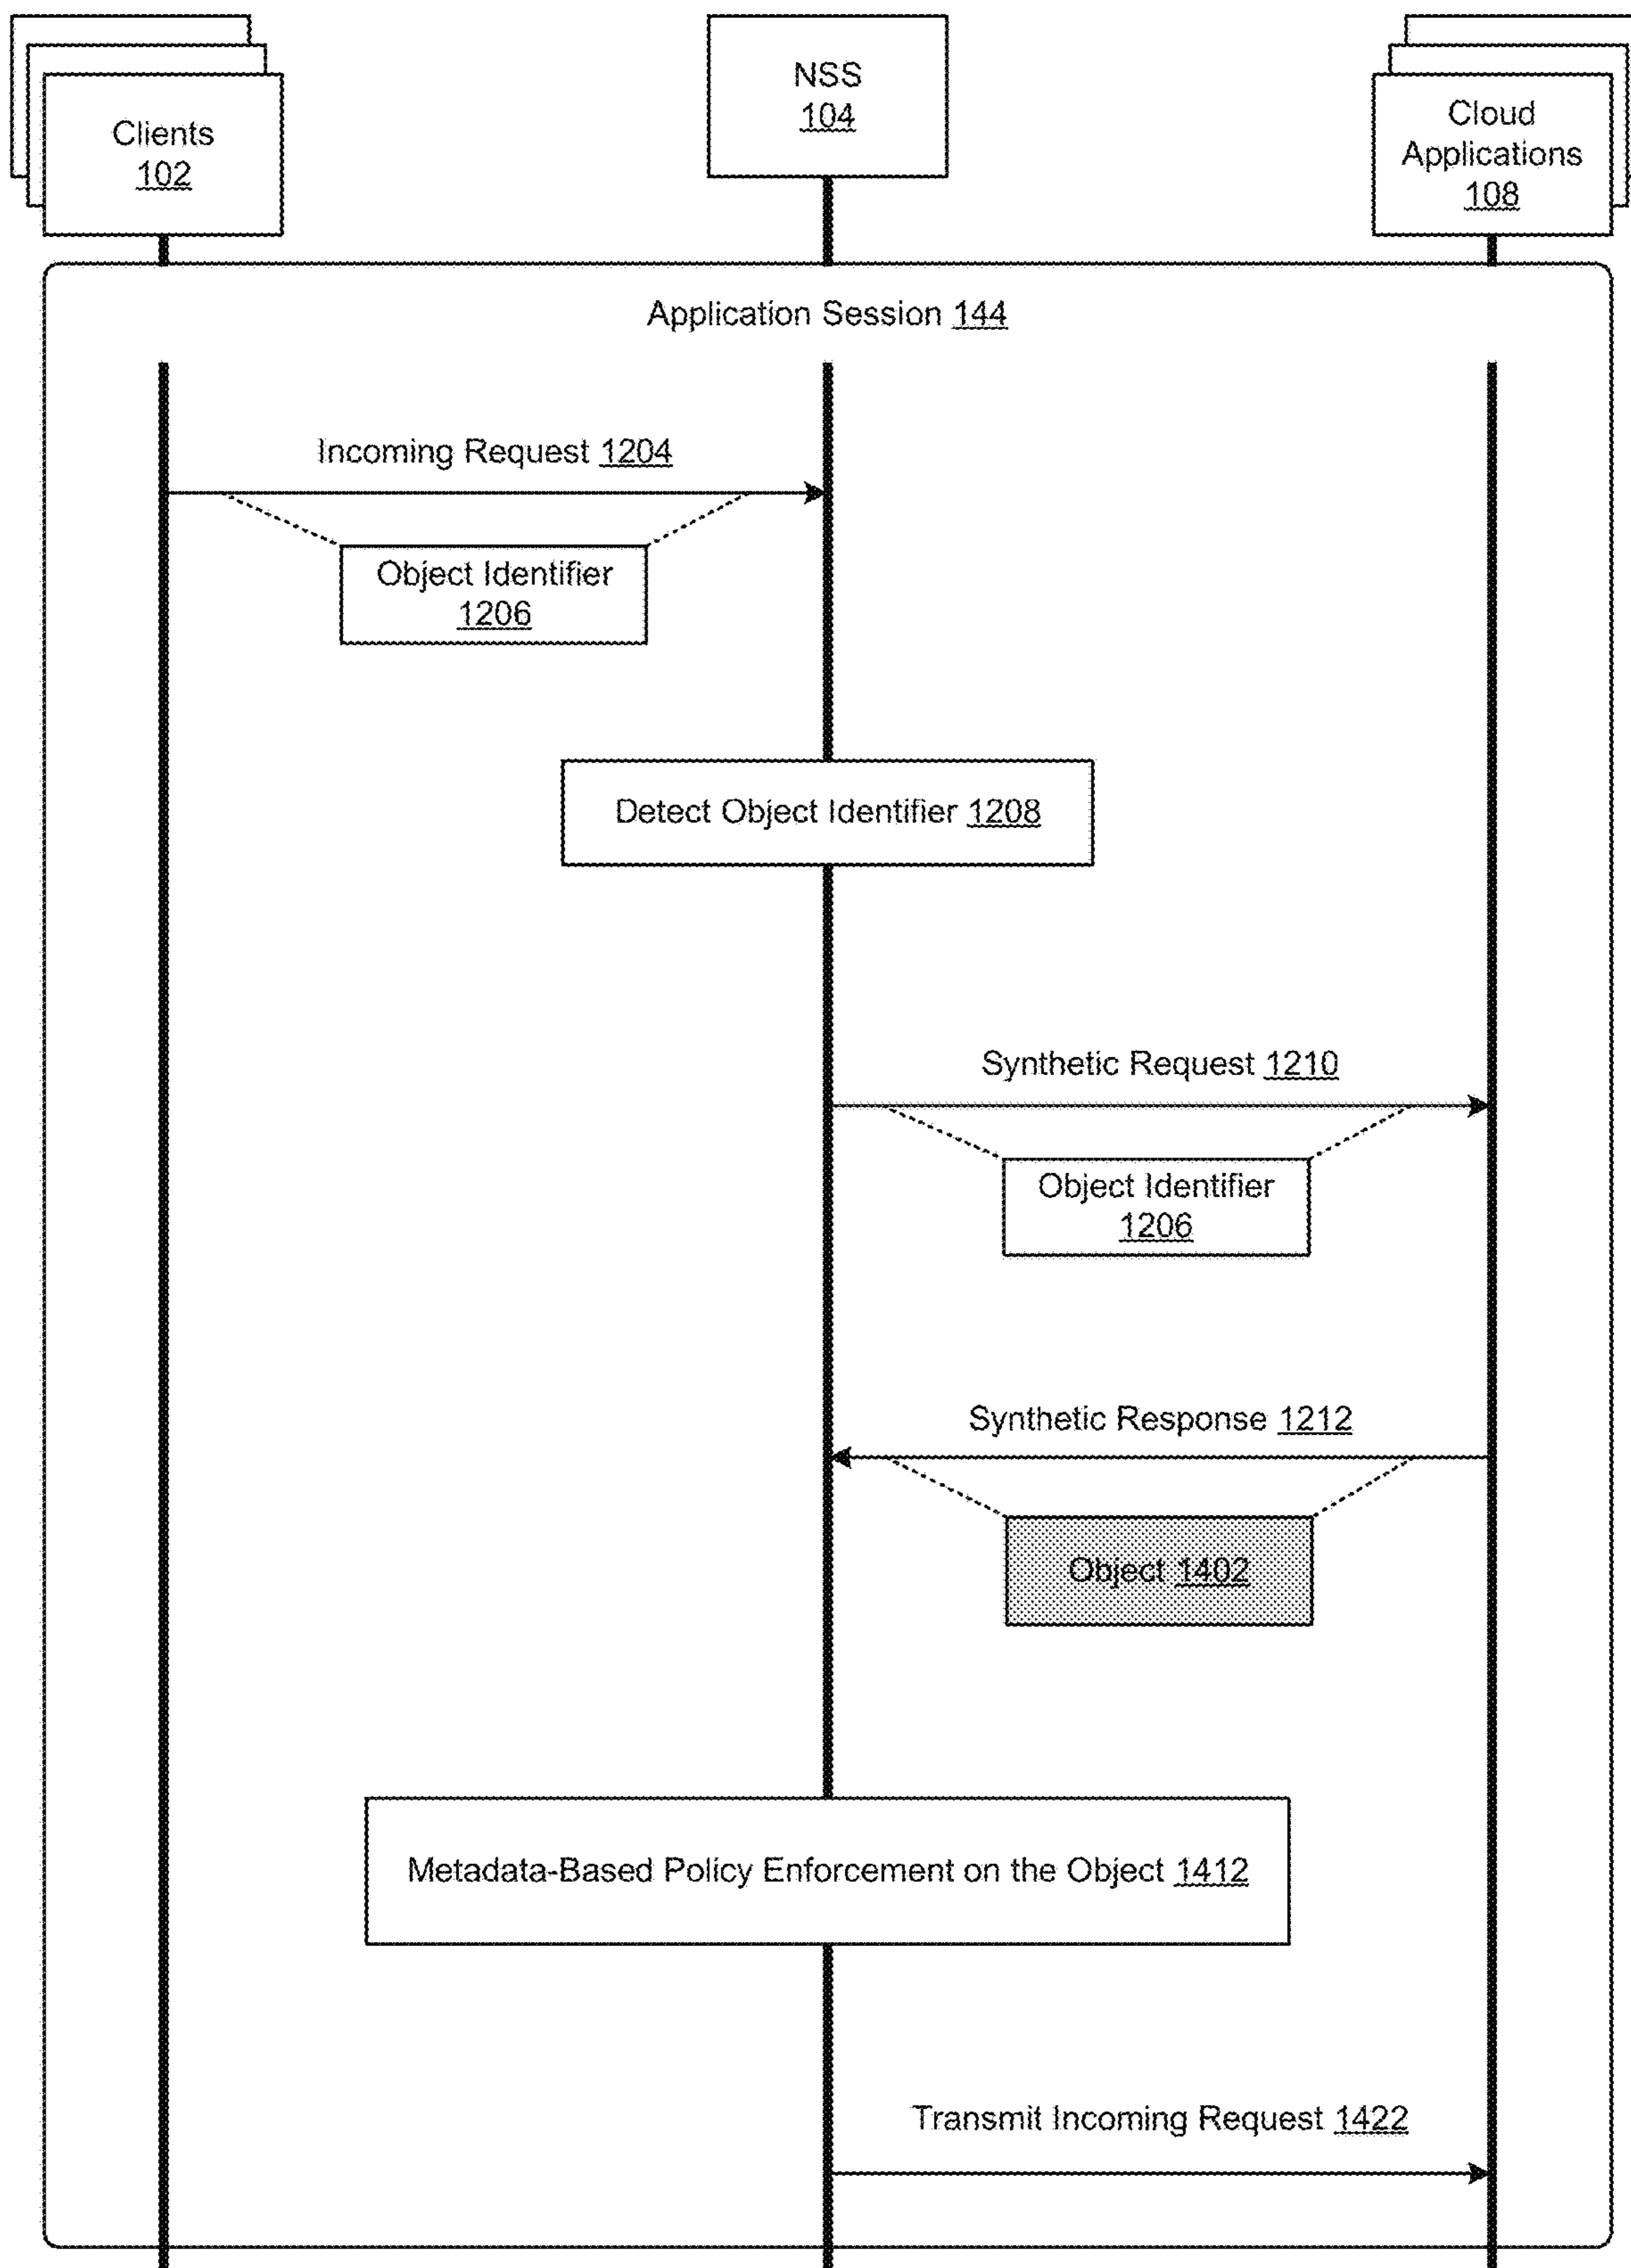 Clients
102
NSS
104
Cloud
Applications
108
Application Session 144
Incoming Request 1204
Object Identifier
1206
Detect Object Identifier 1208
Synthetic Request 1210
Object Identifier
1206
Synthetic Response 1212
Object 1402
Metadata-Based Policy Enforcement on the Object 1412
Transmit Incoming Request 1422